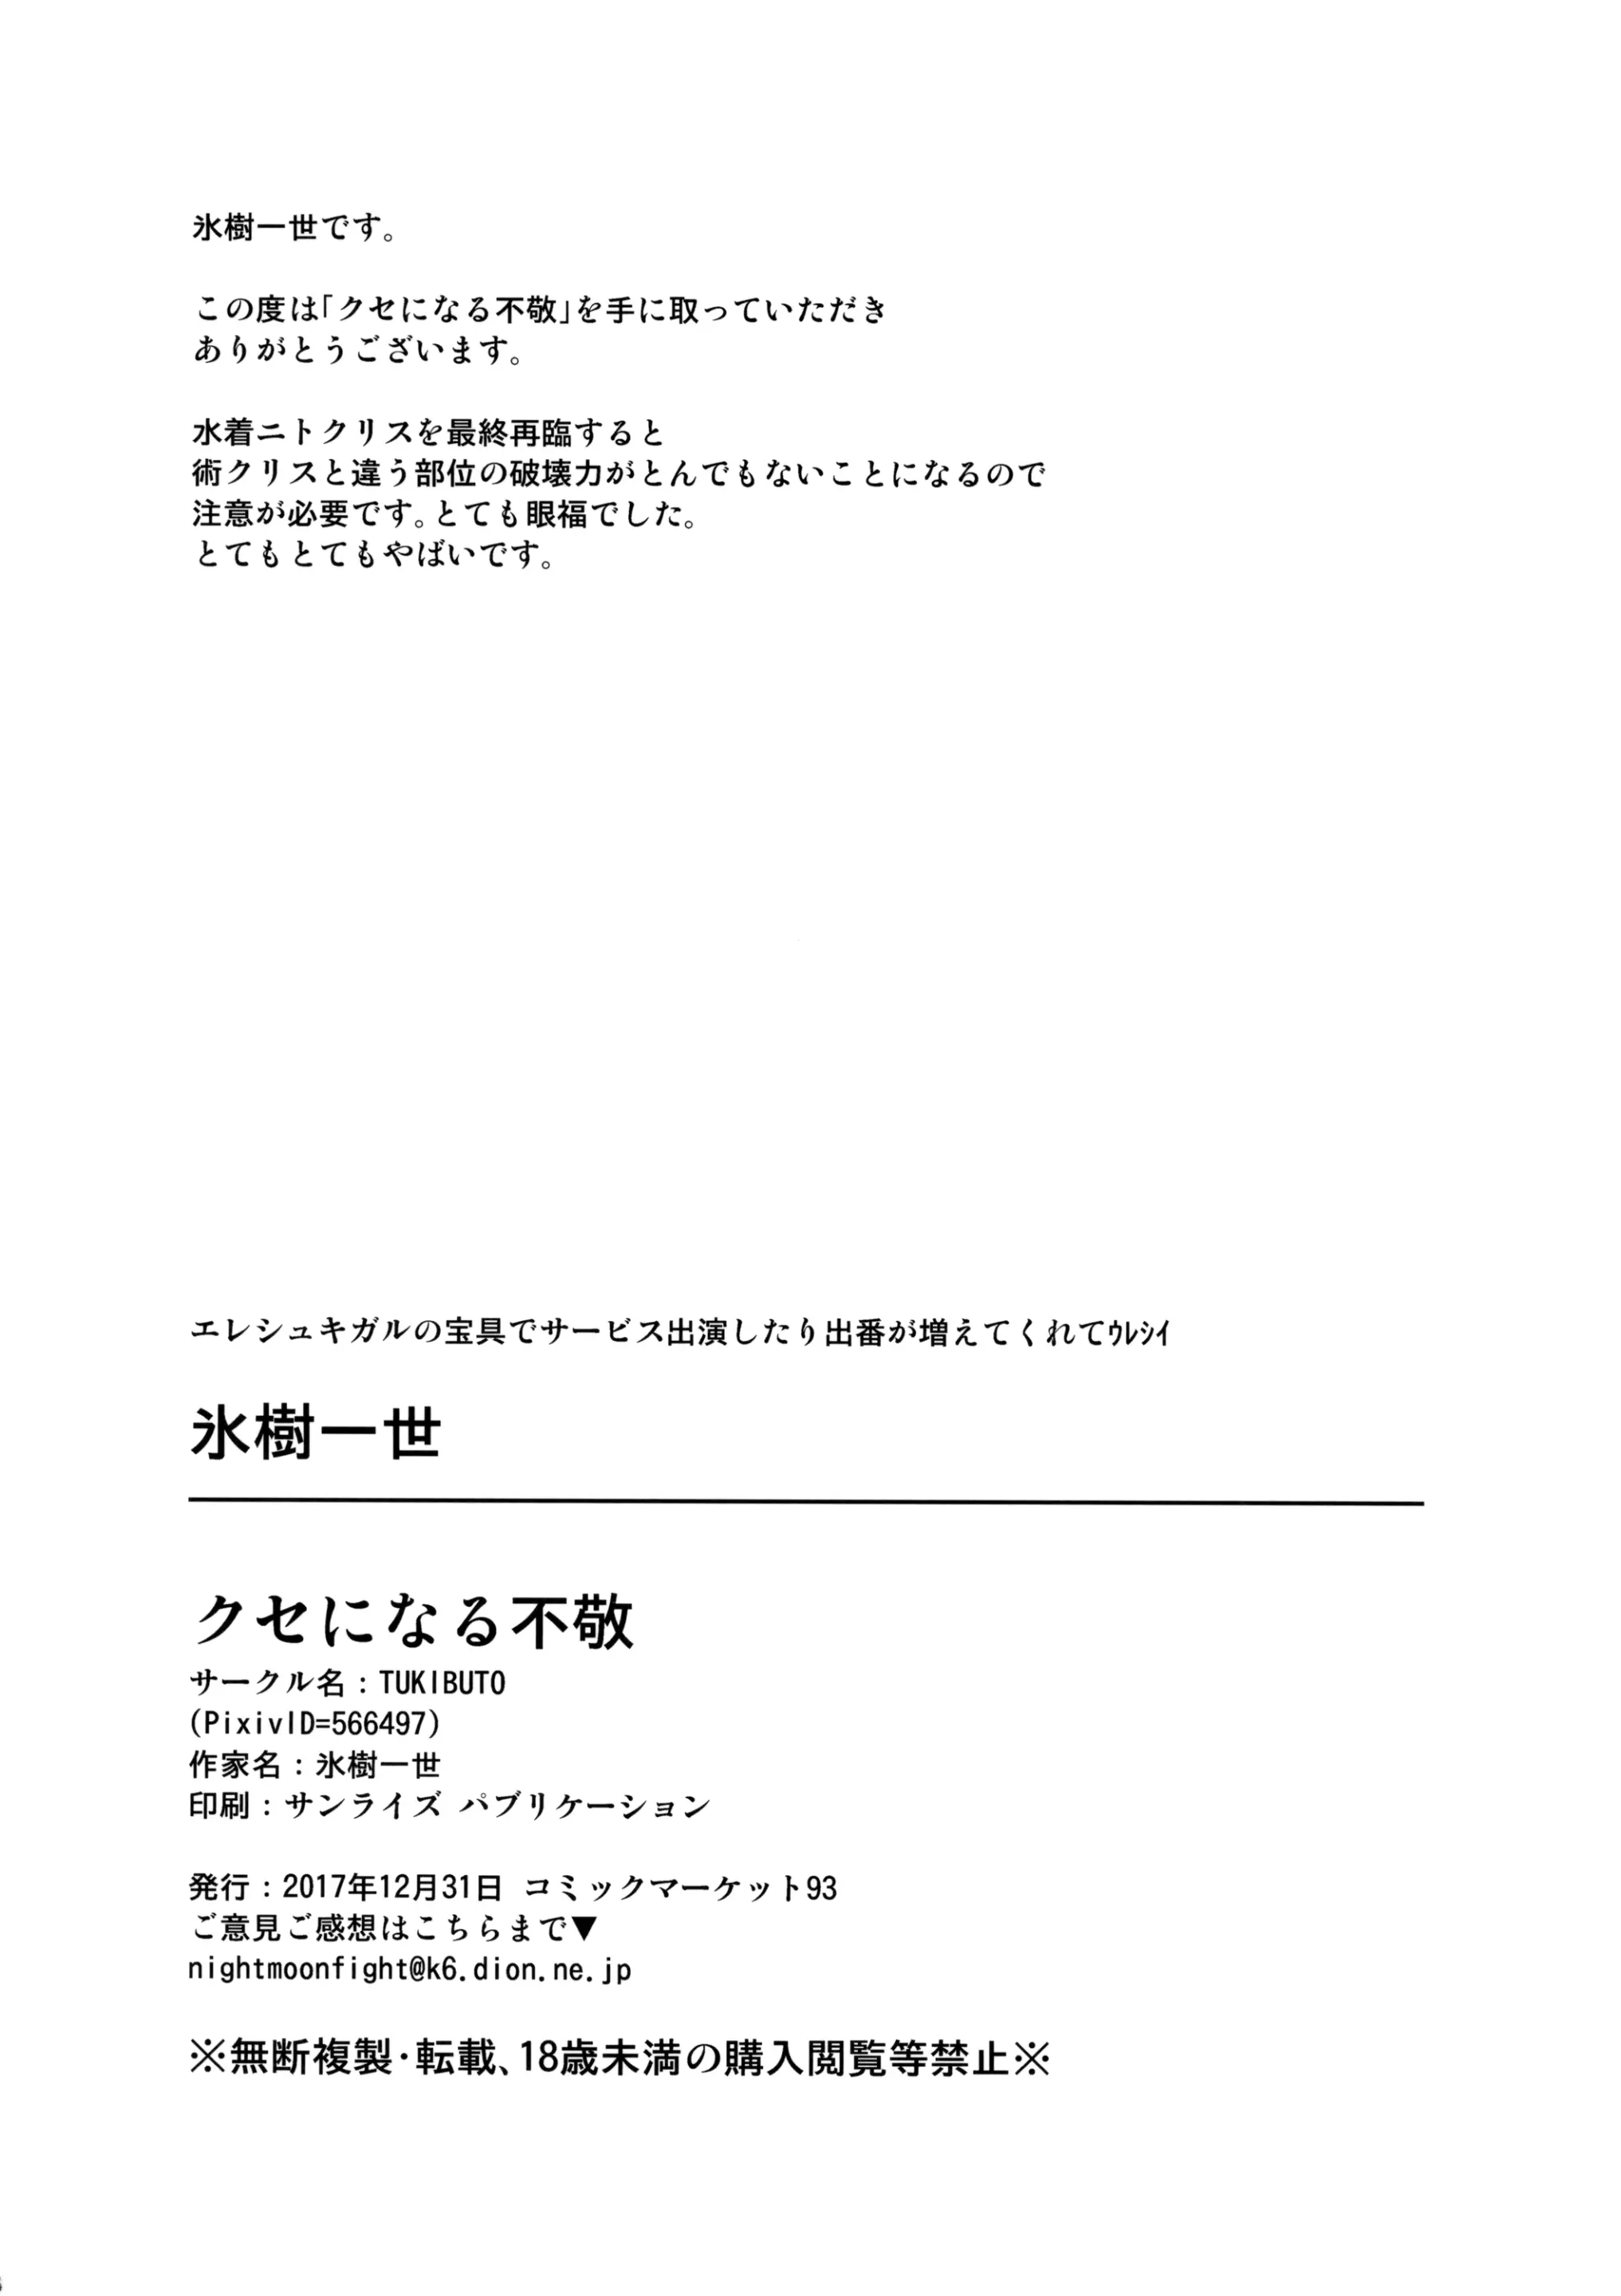 氷樹一世です。
この度は「クセになる不敬」を手に取っていただき
ありがとうございます。
水着ニトクリスを最終再臨すると
術クリスと違う部位の破壊力がとんでもないことになるので
注意が必要です。とても眼福でした。
とてもとてもやばいです。
エレシュキガルの宝具でサービス出演したり出番が増えてくれてｳﾚｼｲ
氷樹一世
クセになる不敬
サークル名：TUKIBUTO
(PixivID=566497)
作家名：氷樹一世
印刷：サンライズ パブリケーション
発行：2017年12月31日 コミックマーケット93
ご意見ご感想はこちらまで▼
nightmoonfight@k6.dion.ne.jp
※無断複製・転載、18歳未満の購入閲覧等禁止※